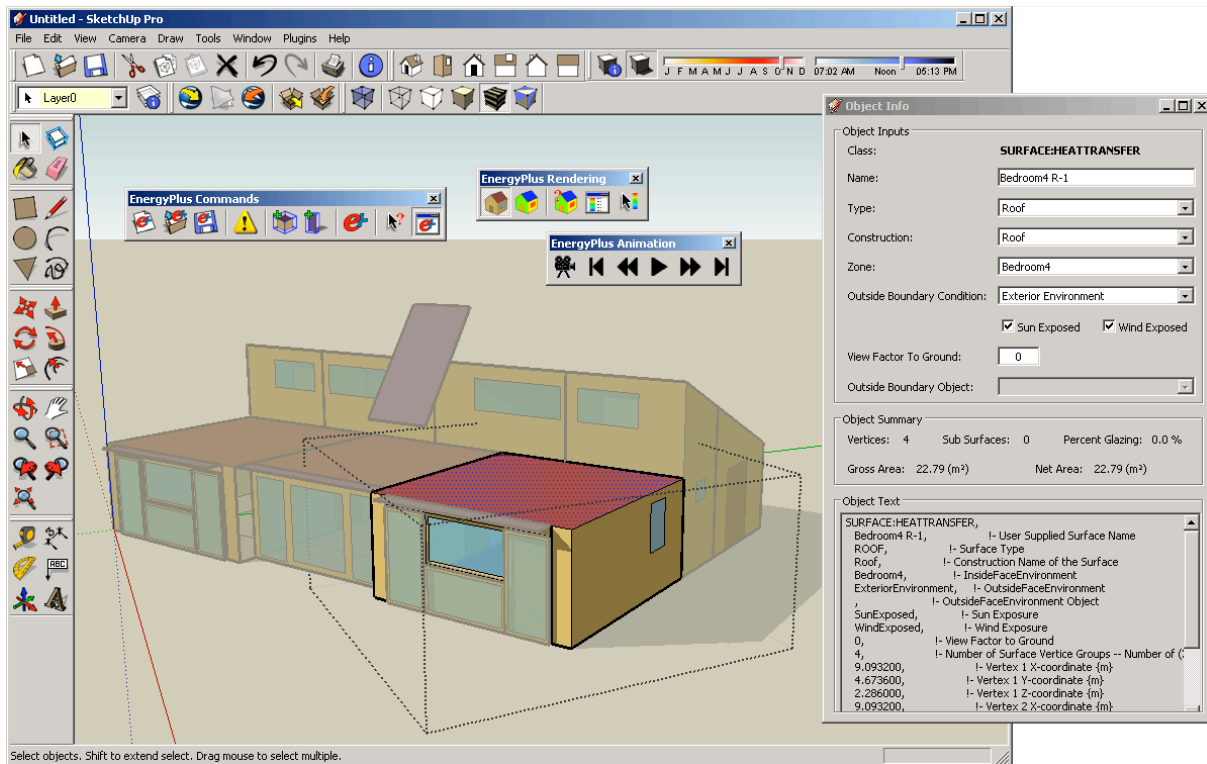 Untitled - SketchUp Pro
File Edit View Camera Draw Tools Window Plugins Help
J F M A M J J A S O N D 07:02 AM Noon 05:13 PM
Layer0
EnergyPlus Commands
EnergyPlus Rendering
EnergyPlus Animation
ABC
Select objects. Shift to extend select. Drag mouse to select multiple.
Object Info
Object Inputs
Class: SURFACE:HEATTRANSFER
Name: Bedroom4 R-1
Type: Roof
Construction: Roof
Zone: Bedroom4
Outside Boundary Condition: Exterior Environment
Sun Exposed Wind Exposed
View Factor To Ground: 0
Outside Boundary Object:
Object Summary
Vertices: 4 Sub Surfaces: 0 Percent Glazing: 0.0 %
Gross Area: 22.79 (m²) Net Area: 22.79 (m²)
Object Text
SURFACE:HEATTRANSFER,
Bedroom4 R-1, !- User Supplied Surface Name
ROOF, !- Surface Type
Roof, !- Construction Name of the Surface
Bedroom4, !- InsideFaceEnvironment
ExteriorEnvironment, !- OutsideFaceEnvironment
, !- OutsideFaceEnvironment Object
SunExposed, !- Sun Exposure
WindExposed, !- Wind Exposure
0, !- View Factor to Ground
4, !- Number of Surface Vertice Groups -- Number of (
9.093200, !- Vertex 1 X-coordinate {m}
4.673600, !- Vertex 1 Y-coordinate {m}
2.286000, !- Vertex 1 Z-coordinate {m}
9.093200, !- Vertex 2 X-coordinate {m}